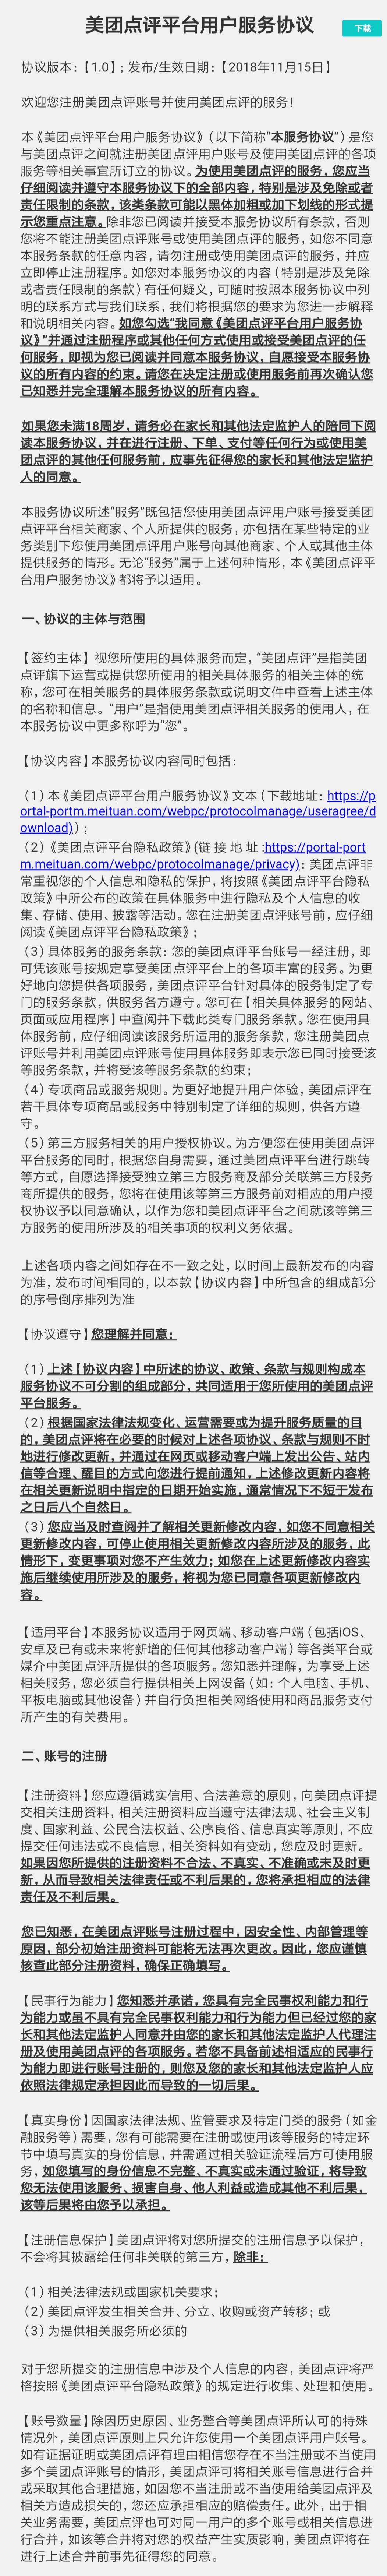 美团点评平台用户服务协议
下载
协议版本：【1.0】；发布/生效日期：【2018年11月15日】
欢迎您注册美团点评账号并使用美团点评的服务！
本《美团点评平台用户服务协议》（以下简称“本服务协议”）是您
与美团点评之间就注册美团点评用户账号及使用美团点评的各项
服务等相关事宜所订立的协议。为使用美团点评的服务，您应当
仔细阅读并遵守本服务协议下的全部内容，特别是涉及免除或者
责任限制的条款，该类条款可能以黑体加粗或加下划线的形式提
示您重点注意。除非您已阅读并接受本服务协议所有条款，否则
您将不能注册美团点评账号或使用美团点评的服务，如您不同意
本服务条款的任意内容，请勿注册或使用美团点评的服务，并应
立即停止注册程序。如您对本服务协议的内容（特别是涉及免除
或者责任限制的条款）有任何疑义，可随时按照本服务协议中列
明的联系方式与我们联系，我们将根据您的要求为您进一步解释
和说明相关内容。如您勾选“我同意《美团点评平台用户服务协
议》”并通过注册程序或其他任何方式使用或接受美团点评的任
何服务，即视为您已阅读并同意本服务协议，自愿接受本服务协
议的所有内容的约束。请您在决定注册或使用服务前再次确认您
已知悉并完全理解本服务协议的所有内容。
如果您未满18周岁，请务必在家长和其他法定监护人的陪同下阅
读本服务协议，并在进行注册、下单、支付等任何行为或使用美
团点评的其他任何服务前，应事先征得您的家长和其他法定监护
人的同意。
本服务协议所述“服务”既包括您使用美团点评用户账号接受美团
点评平台相关商家、个人所提供的服务，亦包括在某些特定的业
务类别下您使用美团点评用户账号向其他商家、个人或其他主体
提供服务的情形。无论“服务”属于上述何种情形，本《美团点评平
台用户服务协议》都将予以适用。
一、协议的主体与范围
【签约主体】视您所使用的具体服务而定，“美团点评”是指美团
点评旗下运营或提供您所使用的相关具体服务的相关主体的统
称，您可在相关服务的具体服务条款或说明文件中查看上述主体
的名称和信息。“用户”是指使用美团点评相关服务的使用人，在
本服务协议中更多称呼为“您”。
【协议内容】本服务协议内容同时包括：
（1）本《美团点评平台用户服务协议》文本（下载地址：https://p
ortal-portm.meituan.com/webpc/protocolmanage/useragree/d
ownload)）；
（2）《美团点评平台隐私政策》(链接地址:https://portal-port
m.meituan.com/webpc/protocolmanage/privacy)：美团点评非
常重视您的个人信息和隐私的保护，将按照《美团点评平台隐私
政策》中所公布的政策在具体服务中进行隐私及个人信息的收
集、存储、使用、披露等活动。您在注册美团点评账号前，应仔细
阅读《美团点评平台隐私政策》；
（3）具体服务的服务条款：您的美团点评平台账号一经注册，即
可凭该账号按规定享受美团点评平台上的各项丰富的服务。为更
好地向您提供各项服务，美团点评平台针对具体的服务制定了专
门的服务条款，供服务各方遵守。您可在【相关具体服务的网站、
页面或应用程序】中查阅并下载此类专门服务条款。您在使用具
体服务前，应仔细阅读该服务所适用的服务条款，您注册美团点
评账号并利用美团点评账号使用具体服务即表示您已同时接受该
等服务条款，并将受该等服务条款的约束；
（4）专项商品或服务规则。为更好地提升用户体验，美团点评在
若干具体专项商品或服务中特别制定了详细的规则，供各方遵
守。
（5）第三方服务相关的用户授权协议。为方便您在使用美团点评
平台服务的同时，根据您自身需要，通过美团点评平台进行跳转
等方式，自愿选择接受独立第三方服务商及部分关联第三方服务
商所提供的服务，您将在使用该等第三方服务前对相应的用户授
权协议予以同意确认，以作为您和美团点评平台之间就该等第三
方服务的使用所涉及的相关事项的权利义务依据。
上述各项内容之间如存在不一致之处，以时间上最新发布的内容
为准，发布时间相同的，以本款【协议内容】中所包含的组成部分
的序号倒序排列为准
【协议遵守】您理解并同意：
（1）上述【协议内容】中所述的协议、政策、条款与规则构成本
服务协议不可分割的组成部分，共同适用于您所使用的美团点评
平台服务。
（2）根据国家法律法规变化、运营需要或为提升服务质量的目
的，美团点评将在必要的时候对上述各项协议、条款与规则不时
地进行修改更新，并通过在网页或移动客户端上发出公告、站内
信等合理、醒目的方式向您进行提前通知，上述修改更新内容将
在相关更新说明中指定的日期开始实施，通常情况下不短于发布
之日后八个自然日。
（3）您应当及时查阅并了解相关更新修改内容，如您不同意相关
更新修改内容，可停止使用相关更新修改内容所涉及的服务，此
情形下，变更事项对您不产生效力；如您在上述更新修改内容实
施后继续使用所涉及的服务，将视为您已同意各项更新修改内
容。
【适用平台】本服务协议适用于网页端、移动客户端（包括iOS、
安卓及已有或未来将新增的任何其他移动客户端）等各类平台或
媒介中美团点评所提供的各项服务。您知悉并理解，为享受上述
相关服务，您必须自行提供相关上网设备（如：个人电脑、手机、
平板电脑或其他设备）并自行负担相关网络使用和商品服务支付
所产生的有关费用。
二、账号的注册
【注册资料】您应遵循诚实信用、合法善意的原则，向美团点评提
交相关注册资料，相关注册资料应当遵守法律法规、社会主义制
度、国家利益、公民合法权益、公序良俗、信息真实等原则，不应
提交任何违法或不良信息，相关资料如有变动，您应及时更新。
如果因您所提供的注册资料不合法、不真实、不准确或未及时更
新，从而导致相关法律责任或不利后果的，您将承担相应的法律
责任及不利后果。
您已知悉，在美团点评账号注册过程中，因安全性、内部管理等
原因，部分初始注册资料可能将无法再次更改。因此，您应谨慎
核查此部分注册资料，确保正确填写。
【民事行为能力】您知悉并承诺，您具有完全民事权利能力和行
为能力或虽不具有完全民事权利能力和行为能力但已经过您的家
长和其他法定监护人同意并由您的家长和其他法定监护人代理注
册及使用美团点评的各项服务。若您不具备前述相适应的民事行
为能力即进行账号注册的，则您及您的家长和其他法定监护人应
依照法律规定承担因此而导致的一切后果。
【真实身份】因国家法律法规、监管要求及特定门类的服务（如金
融服务等）需要，您有可能需要在注册或使用该等服务的特定环
节中填写真实的身份信息，并需通过相关验证流程后方可使用服
务，如您填写的身份信息不完整、不真实或未通过验证，将导致
您无法使用该服务、损害自身、他人利益或造成其他不利后果，
该等后果将由您予以承担。
【注册信息保护】美团点评将对您所提交的注册信息予以保护，
不会将其披露给任何非关联的第三方，除非：
（1）相关法律法规或国家机关要求；
（2）美团点评发生相关合并、分立、收购或资产转移；或
（3）为提供相关服务所必须的
对于您所提交的注册信息中涉及个人信息的内容，美团点评将严
格按照《美团点评平台隐私政策》的规定进行收集、处理和使用。
【账号数量】除因历史原因、业务整合等美团点评所认可的特殊
情况外，美团点评原则上只允许您使用一个美团点评用户账号。
如有证据证明或美团点评有理由相信您存在不当注册或不当使用
多个美团点评账号的情形，美团点评可将相关账号信息进行合并
或采取其他合理措施，如因您不当注册或不当使用给美团点评及
相关方造成损失的，您还应承担相应的赔偿责任。此外，出于相
关业务需要，美团点评也可对同一用户的多个账号或相关信息进
行合并，如该等合并将对您的权益产生实质影响，美团点评将在
进行上述合并前事先征得您的同意。